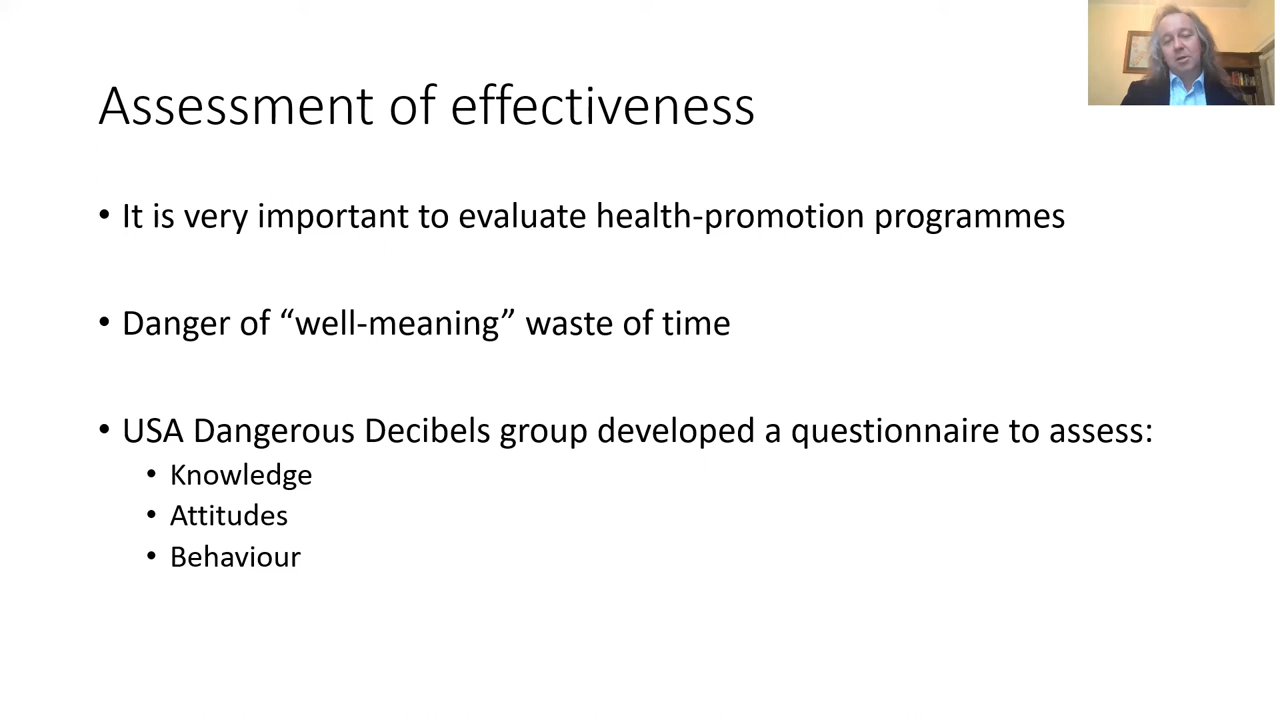 Assessment of effectiveness
• It is very important to evaluate health-promotion programmes
• Danger of “well-meaning” waste of time
• USA Dangerous Decibels group developed a questionnaire to assess:
• Knowledge
• Attitudes
• Behaviour